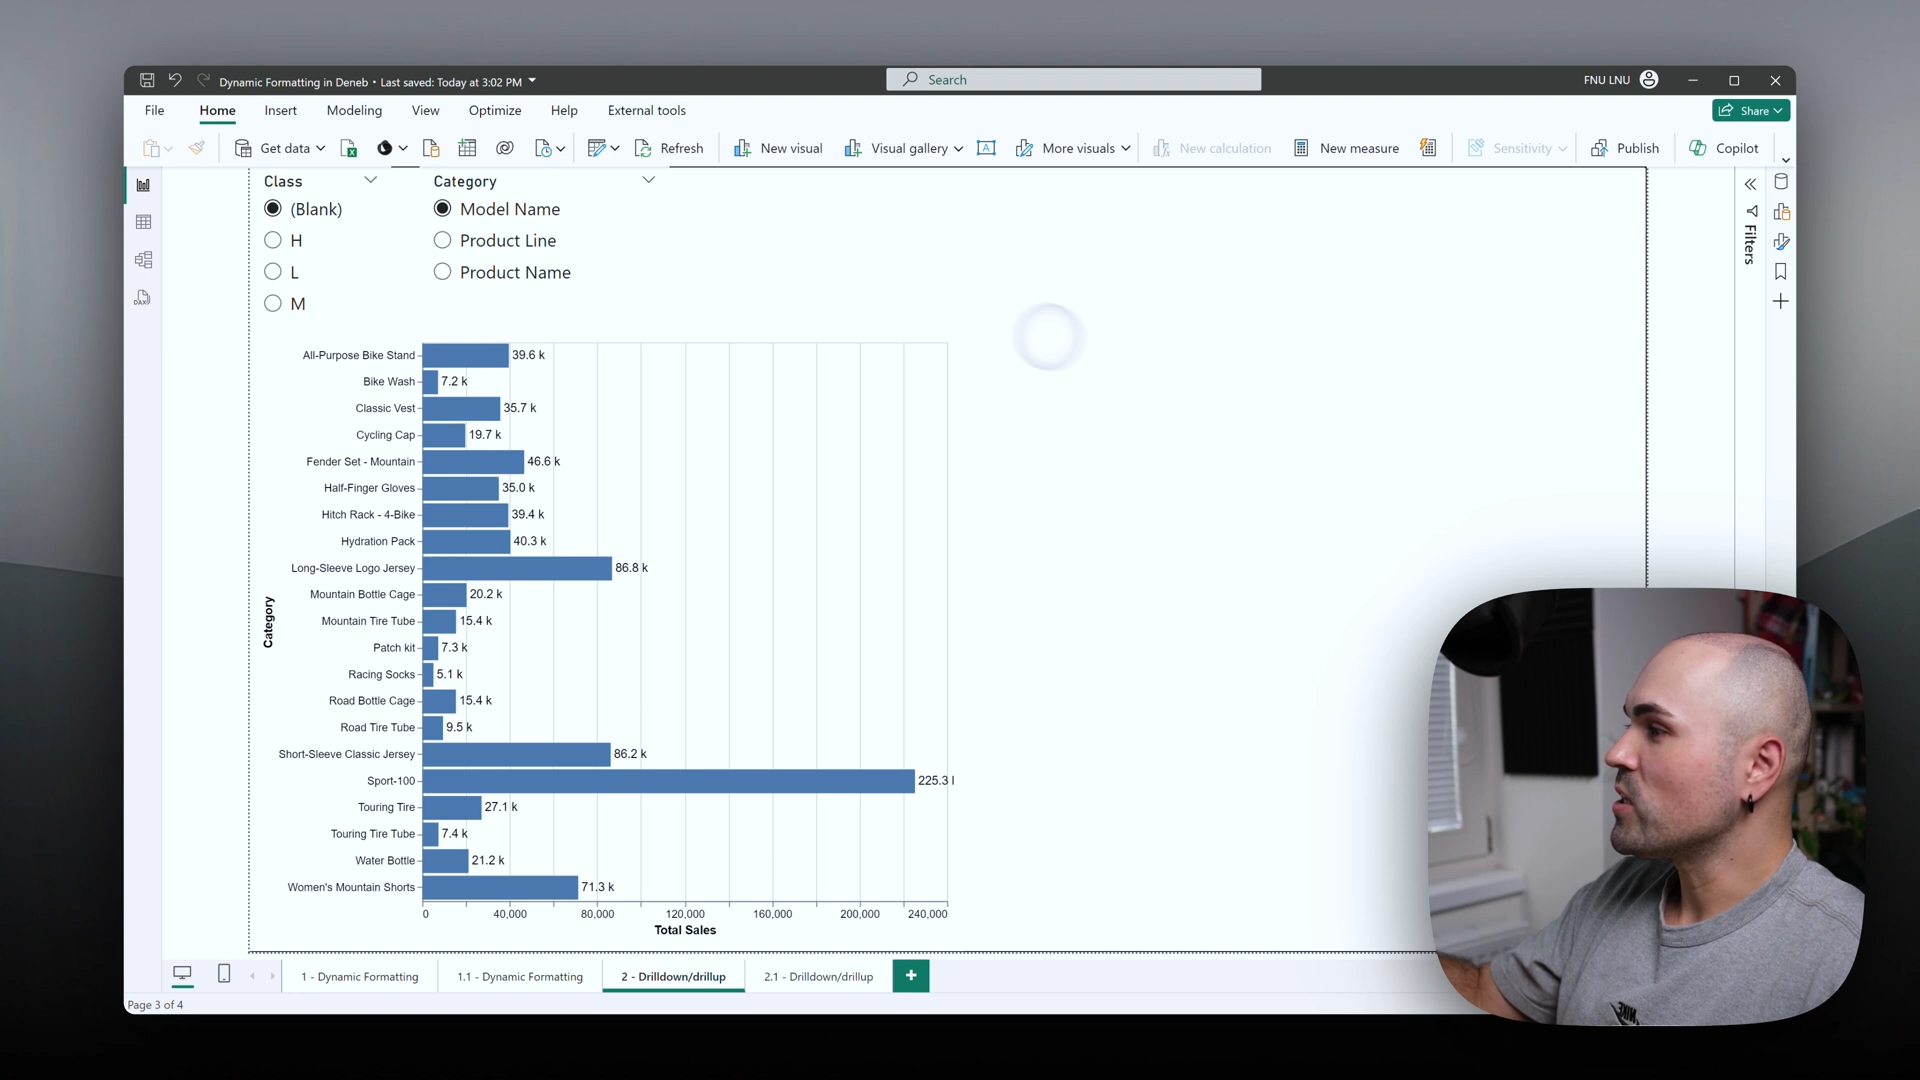 Dynamic Formatting in Deneb • Last saved: Today at 3:02 PM
Search
FNU LNU
File Home Insert Modeling View Optimize Help External tools
Share
Get data
Refresh
New visual
Visual gallery
More visuals
New calculation
New measure
Sensitivity
Publish
Copilot
Class
(Blank)
H
L
M
Category
Model Name
Product Line
Product Name
Filters
DAX
Category
All-Purpose Bike Stand 39.6 k
Bike Wash 7.2 k
Classic Vest 35.7 k
Cycling Cap 19.7 k
Fender Set - Mountain 46.6 k
Half-Finger Gloves 35.0 k
Hitch Rack - 4-Bike 39.4 k
Hydration Pack 40.3 k
Long-Sleeve Logo Jersey 86.8 k
Mountain Bottle Cage 20.2 k
Mountain Tire Tube 15.4 k
Patch kit 7.3 k
Racing Socks 5.1 k
Road Bottle Cage 15.4 k
Road Tire Tube 9.5 k
Short-Sleeve Classic Jersey 86.2 k
Sport-100 225.3
Touring Tire 27.1 k
Touring Tire Tube 7.4 k
Water Bottle 21.2 k
Women's Mountain Shorts 71.3 k
0 40,000 80,000 120,000 160,000 200,000 240,000
Total Sales
1 - Dynamic Formatting
1.1 - Dynamic Formatting
2 - Drilldown/drillup
2.1 - Drilldown/drillup
Page 3 of 4
NIKE